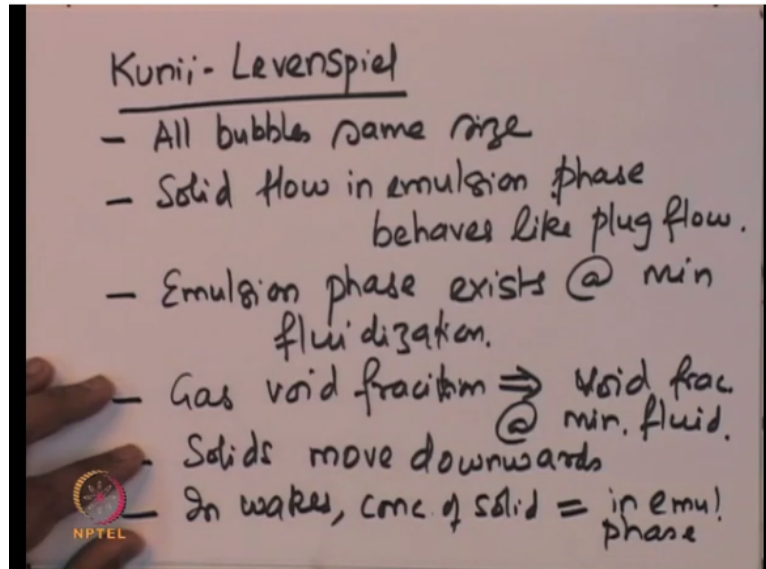 Kunii - Levenspiel
- All bubbles same size
- Solid flow in emulsion phase
behaves like plug flow.
- Emulsion phase exists @ min
fluidization.
- Gas void fracitom ⇒ Void frac.
@ min. fluid.
- Solids move downwards
- In wakes, conc of solid = in emul
phase
NPTEL